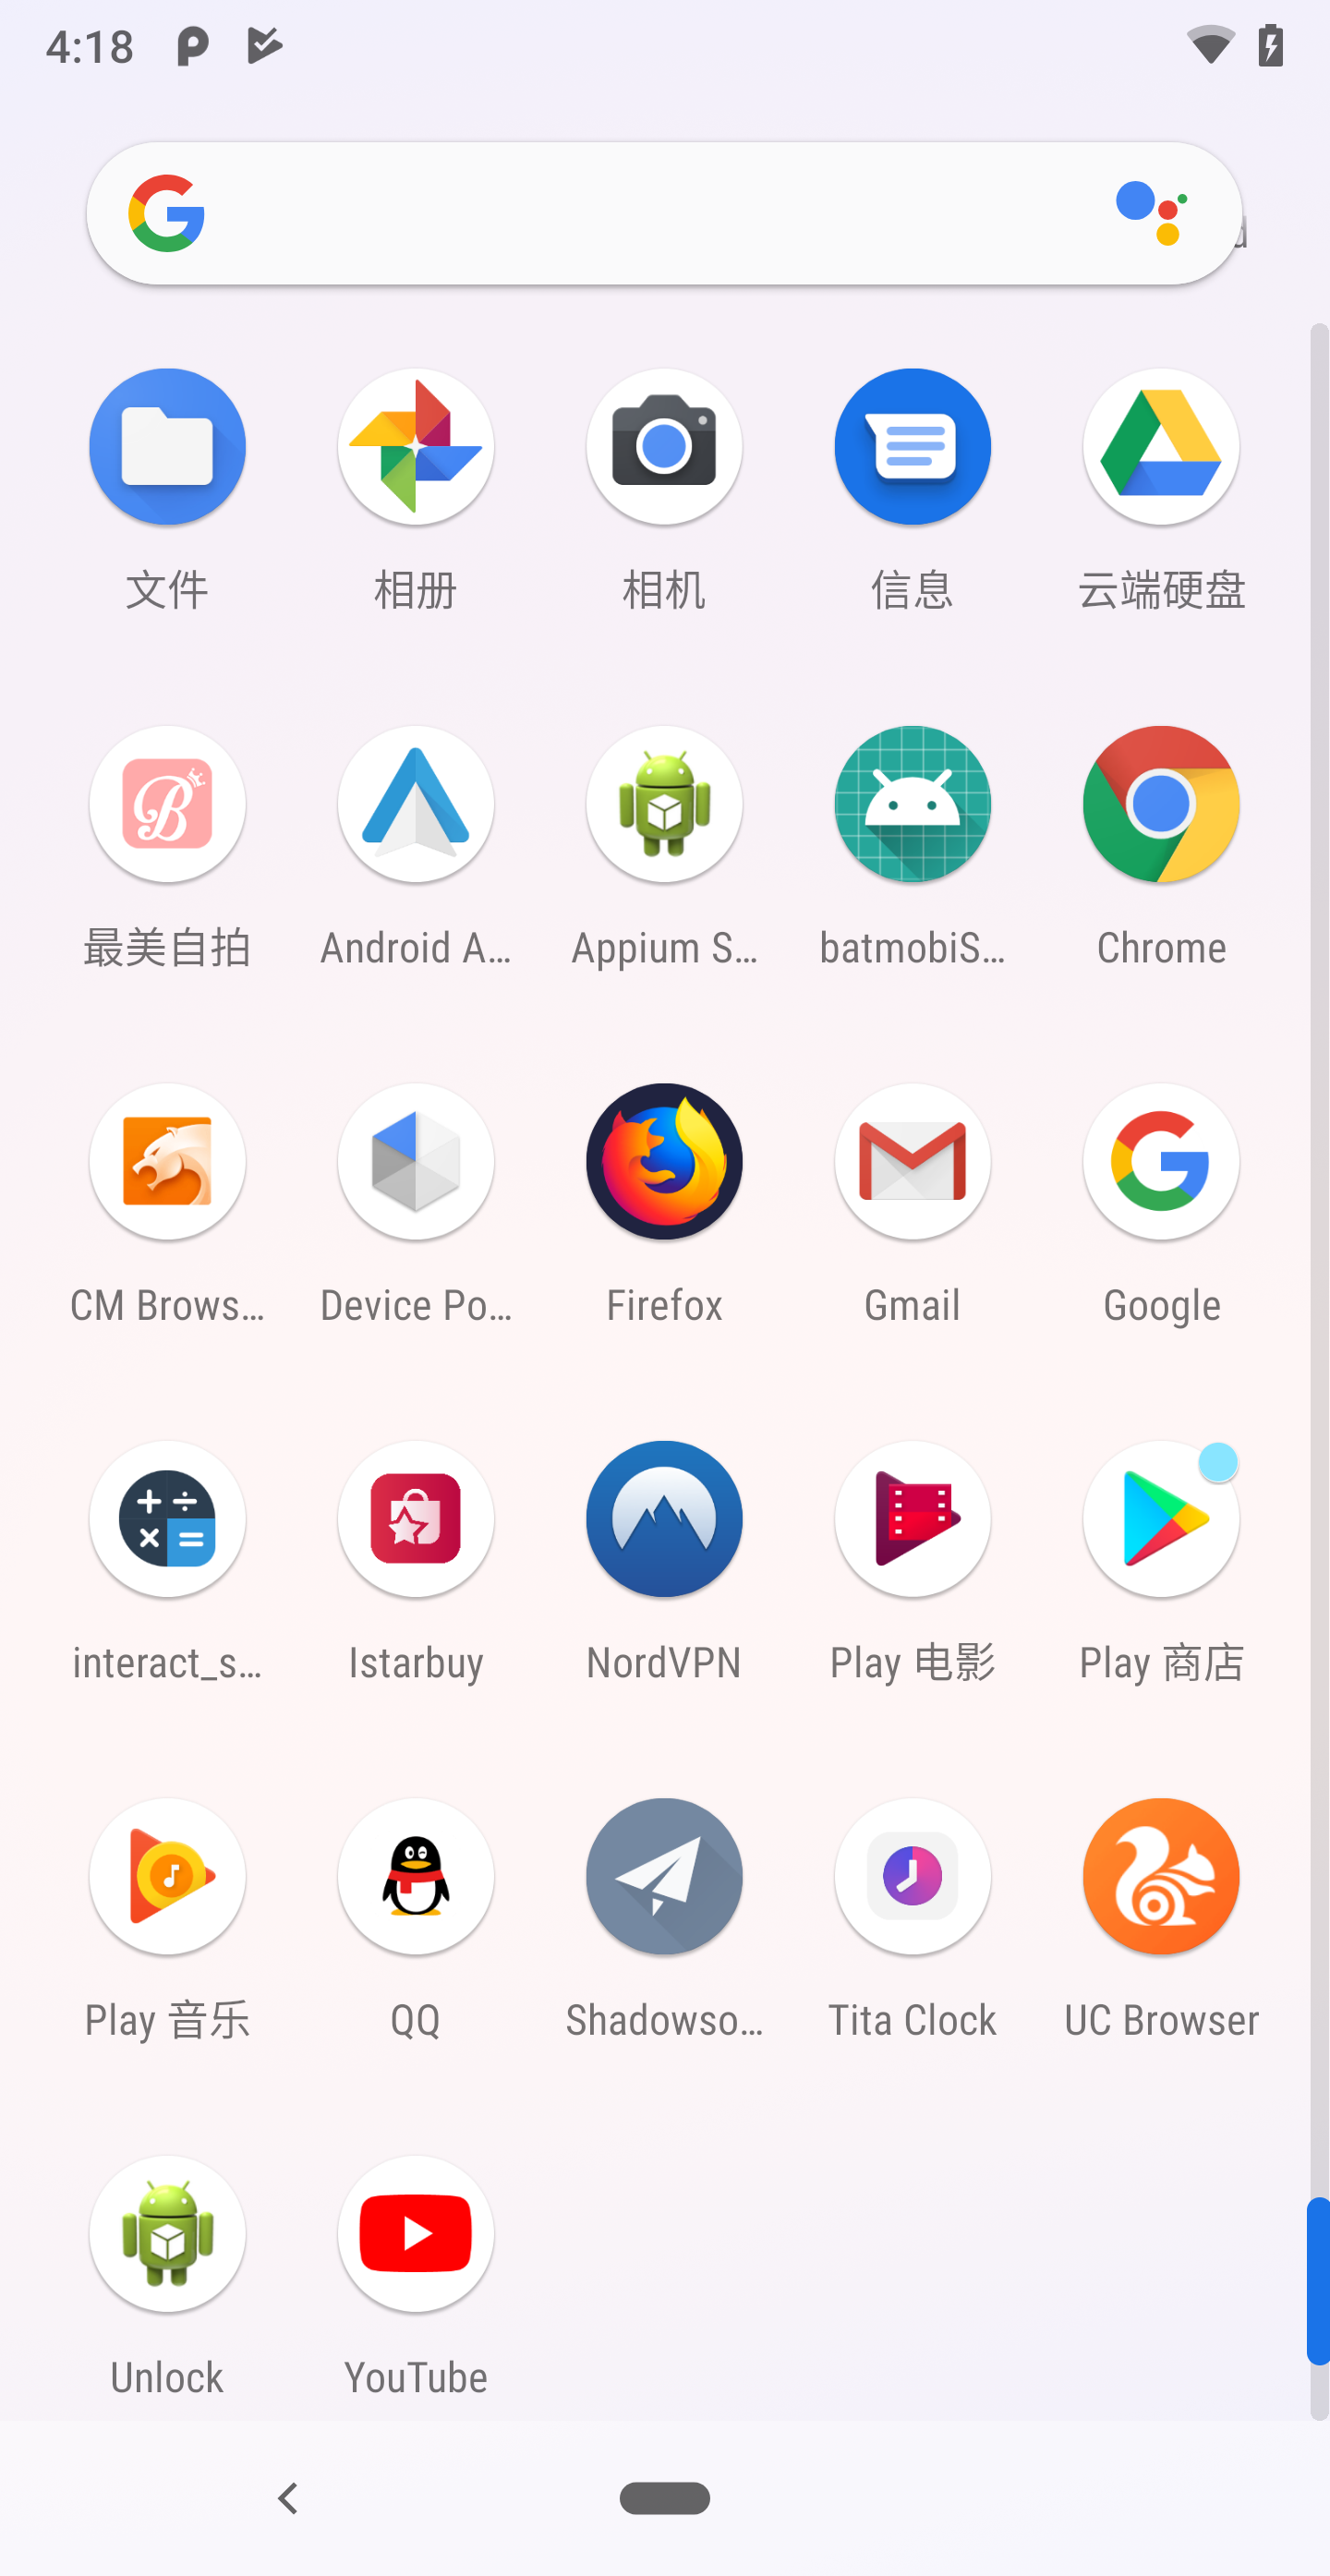 4:18
文件 相册 相机 信息 云端硬盘
最美自拍 Android A... Appium S... batmobiS... Chrome
CM Brows... Device Po... Firefox Gmail Google
interact_s... Istarbuy NordVPN Play 电影 Play 商店
Play 音乐 QQ Shadowso... Tita Clock UC Browser
Unlock YouTube